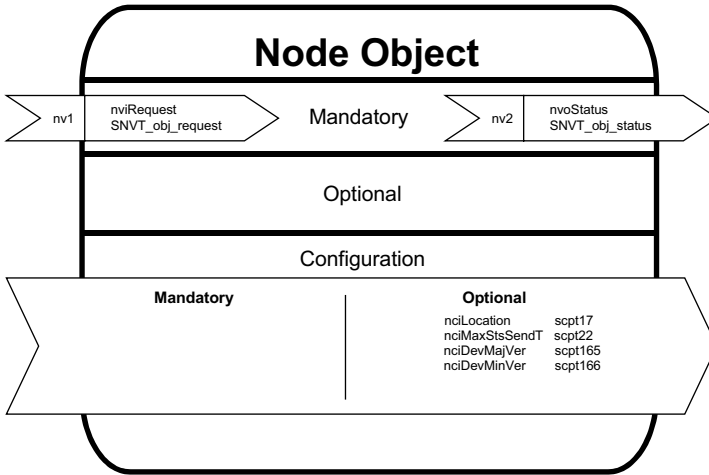 Node Object
nv1
nviRequest
SNVT_obj_request
Mandatory
nv2
nvoStatus
SNVT_obj_status
Optional
Configuration
Mandatory
Optional
nciLocation scpt17
nciMaxStsSendT scpt22
nciDevMajVer scpt165
nciDevMinVer scpt166